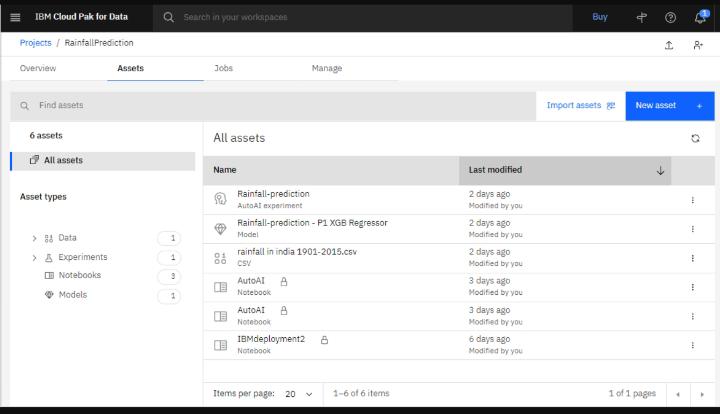 IBM Cloud Pak for Data
Search in your workspaces
Buy
1
Projects / RainfallPrediction
Overview
Assets
Jobs
Manage
Find assets
Import assets
New asset +
6 assets
All assets
All assets
Asset types
Data 1
Experiments 1
Notebooks 3
Models 1
Name
Last modified
Rainfall-prediction
AutoAI experiment
2 days ago
Modified by you
Rainfall-prediction - P1 XGB Regressor
Model
2 days ago
Modified by you
rainfall in india 1901-2015.csv
CSV
2 days ago
Modified by you
AutoAI
Notebook
3 days ago
Modified by you
AutoAI
Notebook
3 days ago
Modified by you
IBMdeployment2
Notebook
6 days ago
Modified by you
Items per page: 20
1–6 of 6 items
1 of 1 pages